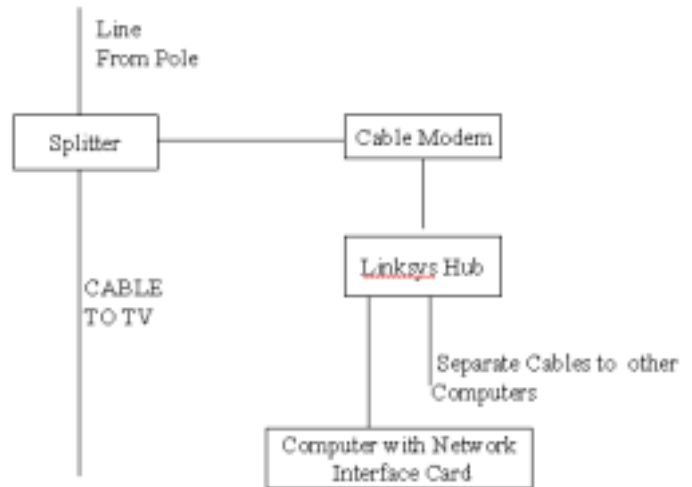 Line
From Pole
Splitter
Cable Modem
Linksys Hub
CABLE
TO TV
Separate Cables to other
Computers
Computer with Network
Interface Card